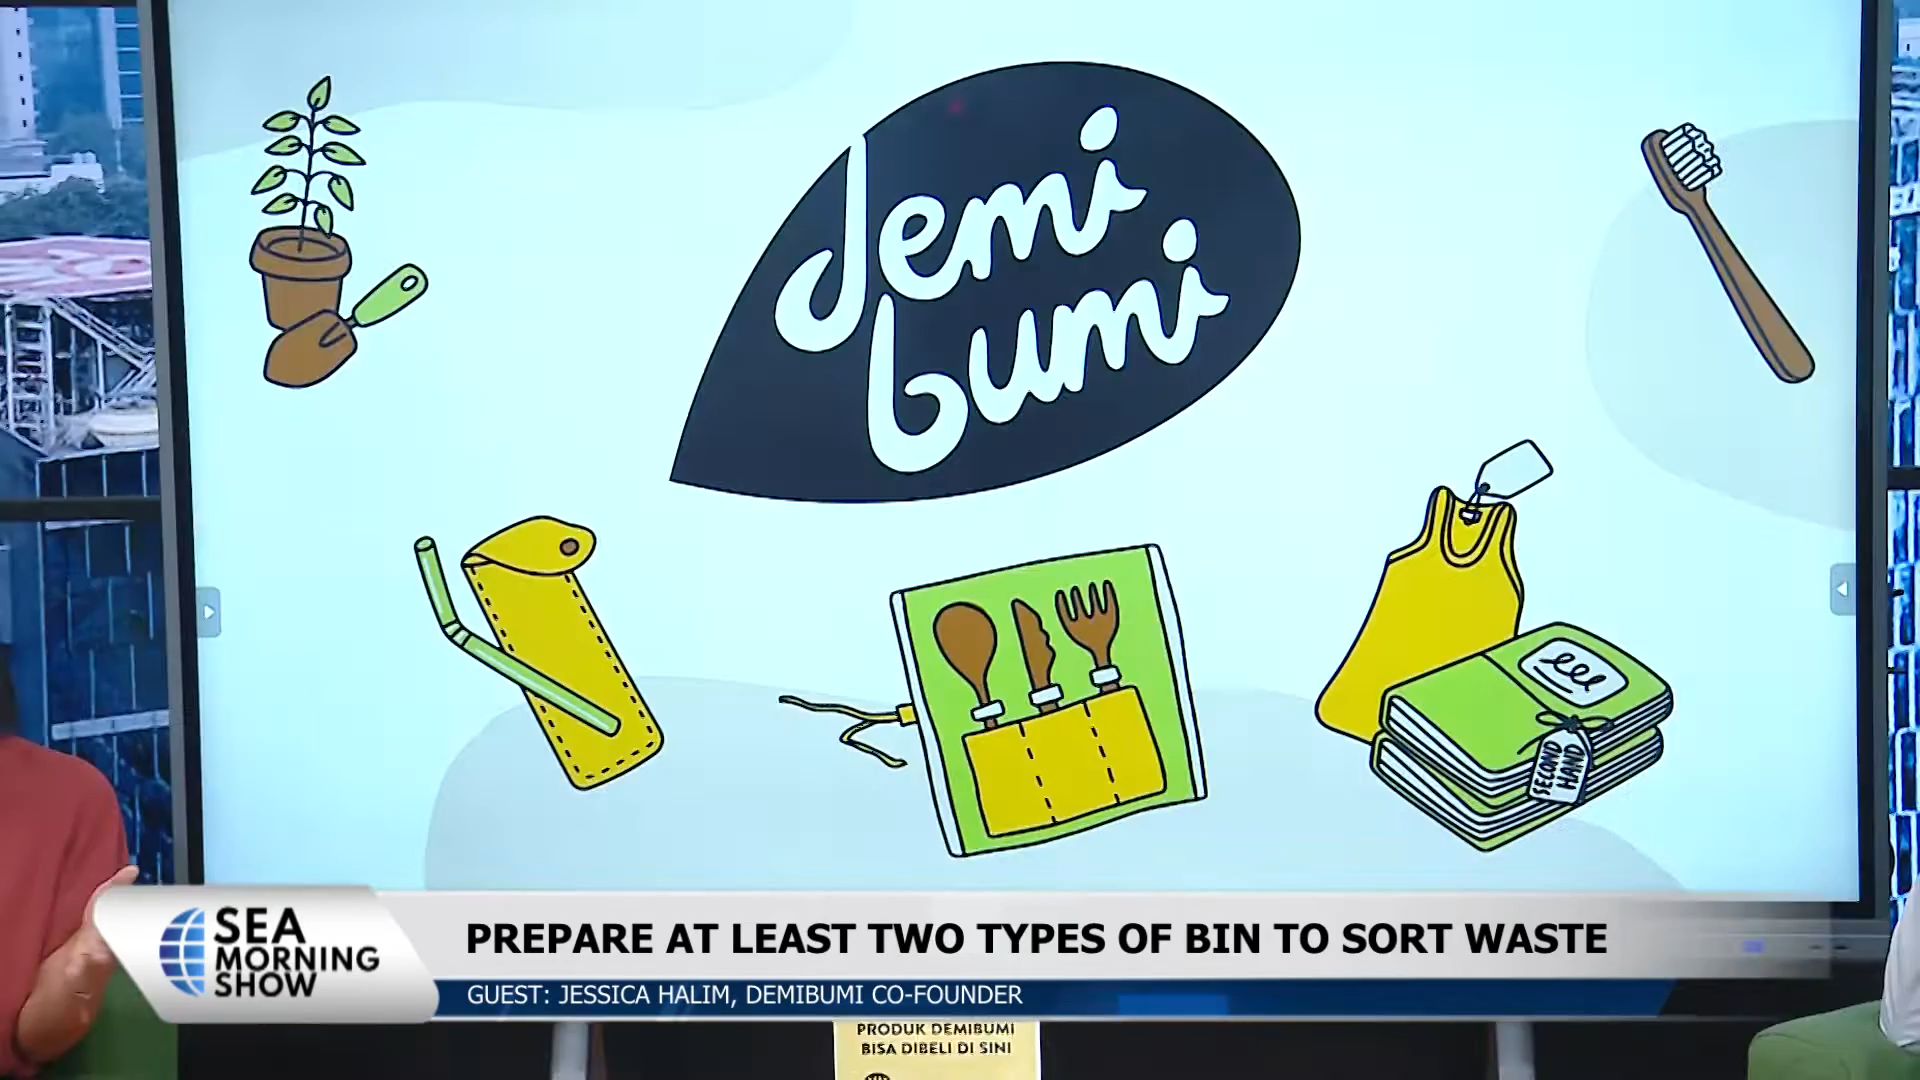 demi
bumi
SECOND
HAND
SEA
MORNING
SHOW
PREPARE AT LEAST TWO TYPES OF BIN TO SORT WASTE
GUEST: JESSICA HALIM, DEMIBUMI CO-FOUNDER
PRODUK DEMIBUMI
BISA DIBELI DI SINI